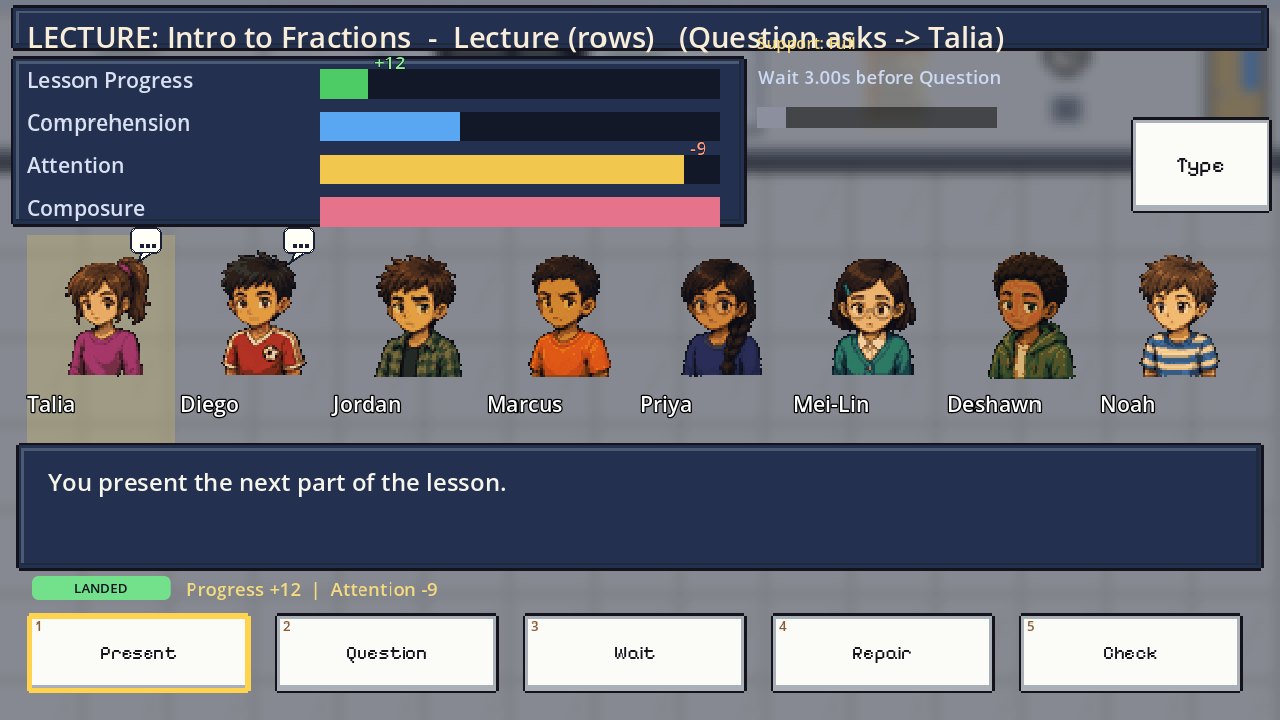 LECTURE: Intro to Fractions - Lecture (rows) (Question asks -> Talia)
Support: Full
+12
Lesson Progress
Wait 3.00s before Question
Comprehension
-9
Attention
Type
Composure
...
...
Talia Diego Jordan Marcus Priya Mei-Lin Deshawn Noah
You present the next part of the lesson.
LANDED Progress +12 | Attention -9
1 Present
2 Question
3 Wait
4 Repair
5 Check